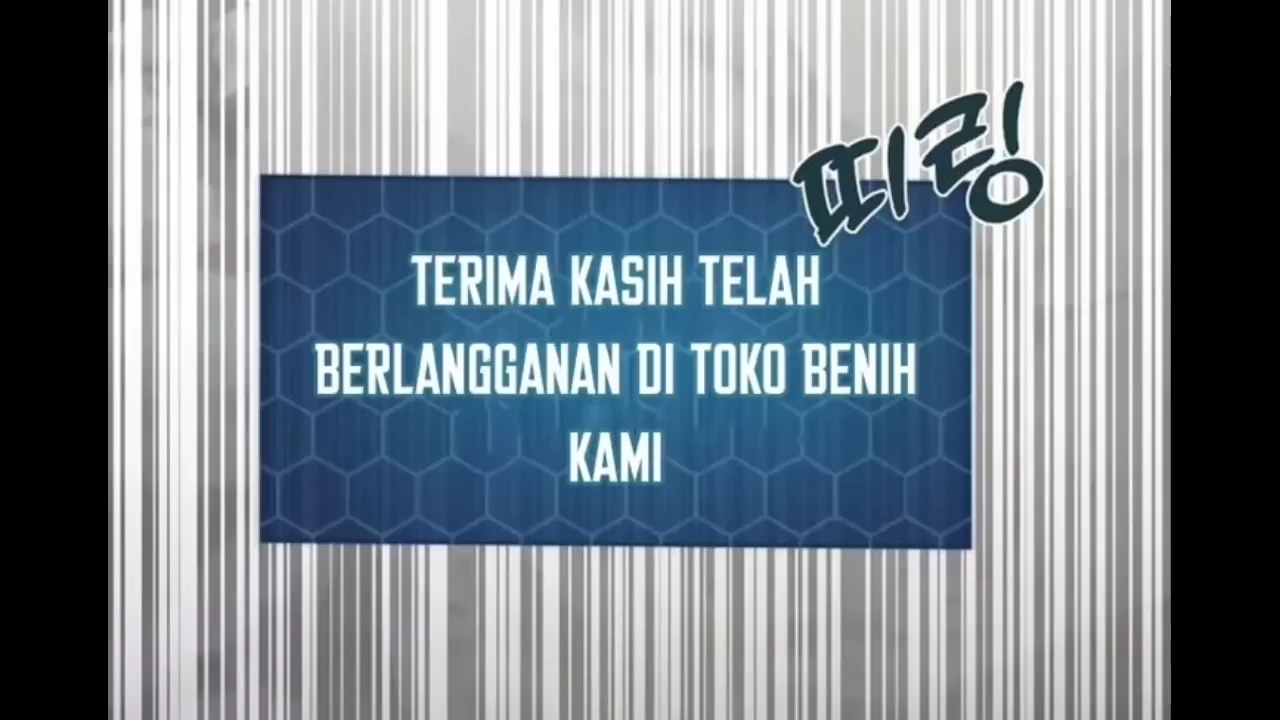 띠링
TERIMA KASIH TELAH
BERLANGGANAN DI TOKO BENIH
KAMI